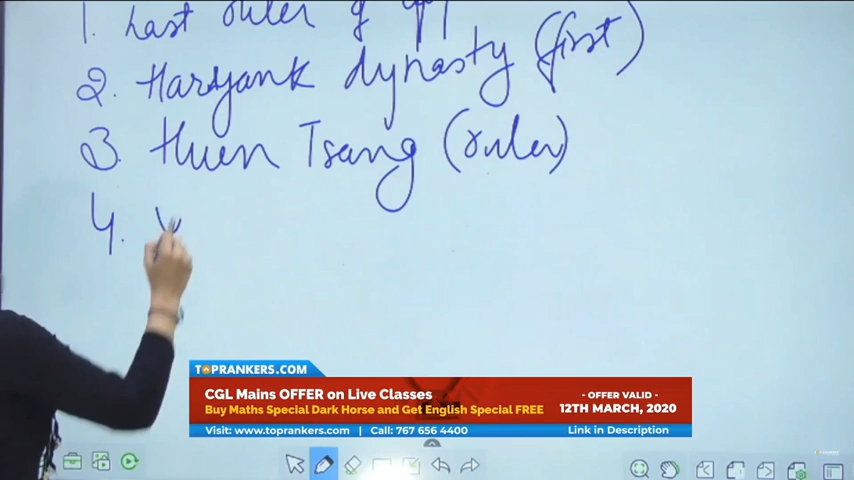 1. Last ruler of
2. Haryank dynasty (first)
3. Hiuen Tsang (ruler)
4.
TOPRANKERS.COM
CGL Mains OFFER on Live Classes
- OFFER VALID -
Buy Maths Special Dark Horse and Get English Special FREE
12TH MARCH, 2020
Visit: www.toprankers.com | Call: 767 656 4400
Link in Description